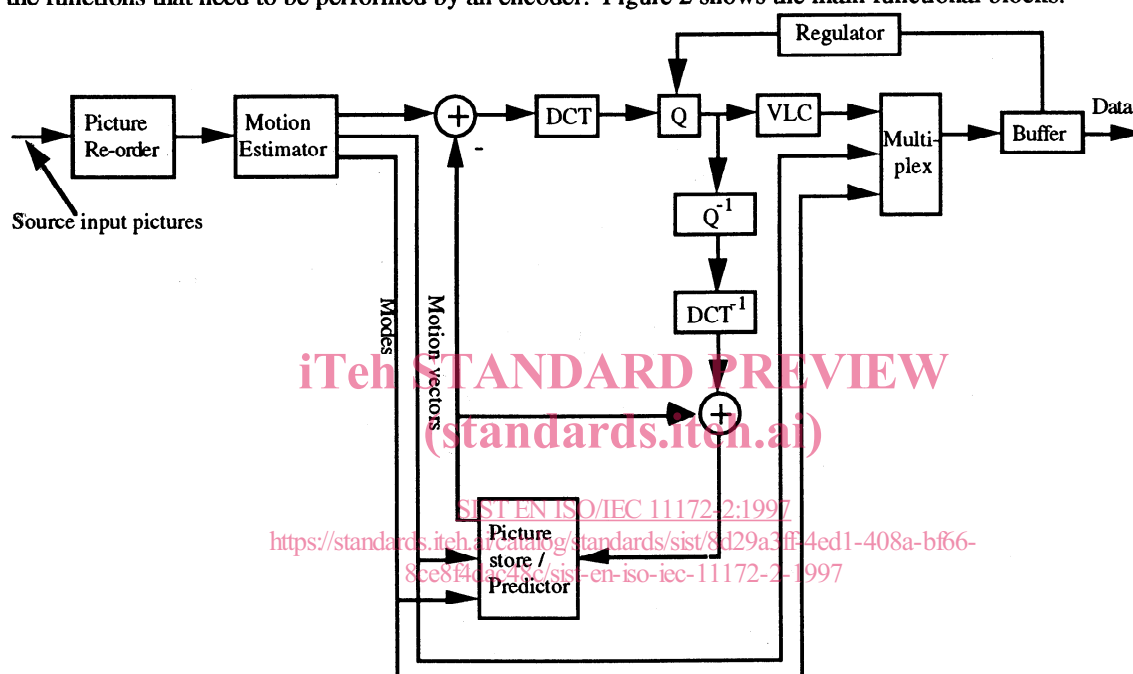 the functions that need to be performed by an encoder. Figure 2 shows the main functional blocks.
Regulator
Picture
Re-order
Motion
Estimator
+
-
DCT
Q
VLC
Multi-
plex
Buffer
Data
Source input pictures
Q-1
DCT-1
Modes
Motion vectors
+
iTeh STANDARD PREVIEW
(standards.iteh.ai)
Picture
store /
Predictor
SIST EN ISO/IEC 11172-2:1997
https://standards.iteh.ai/catalog/standards/sist/8d29a3ff-4ed1-408a-bf66-
8ce8f4dac48c/sist-en-iso-iec-11172-2-1997